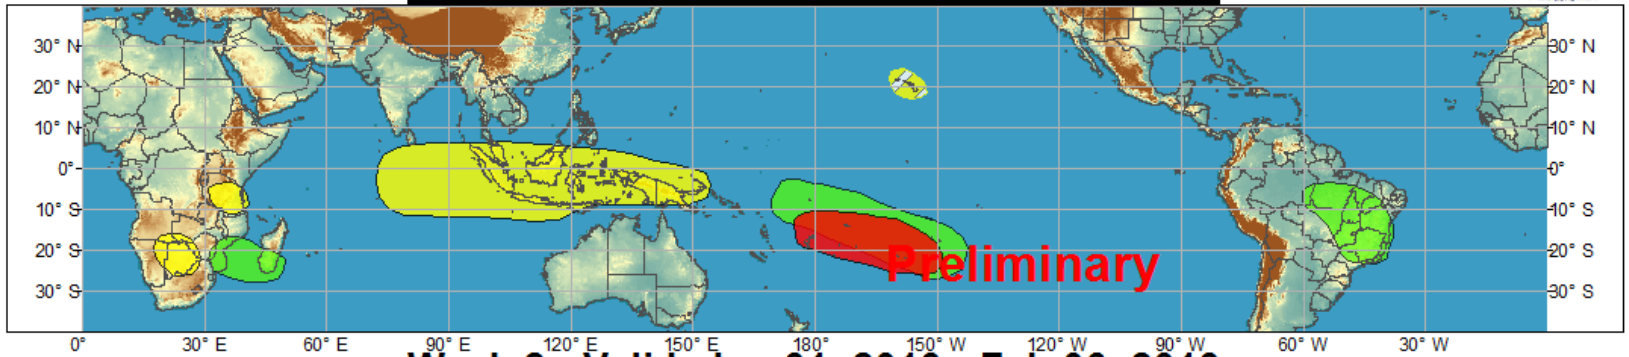 30° N 30° N
20° N 20° N
10° N 10° N
0° 0°
10° S 10° S
20° S 20° S
Preliminary
30° S 30° S
0° 30° E 60° E 90° E 120° E 150° E 180° 150° W 120° W 90° W 60° W 30° W